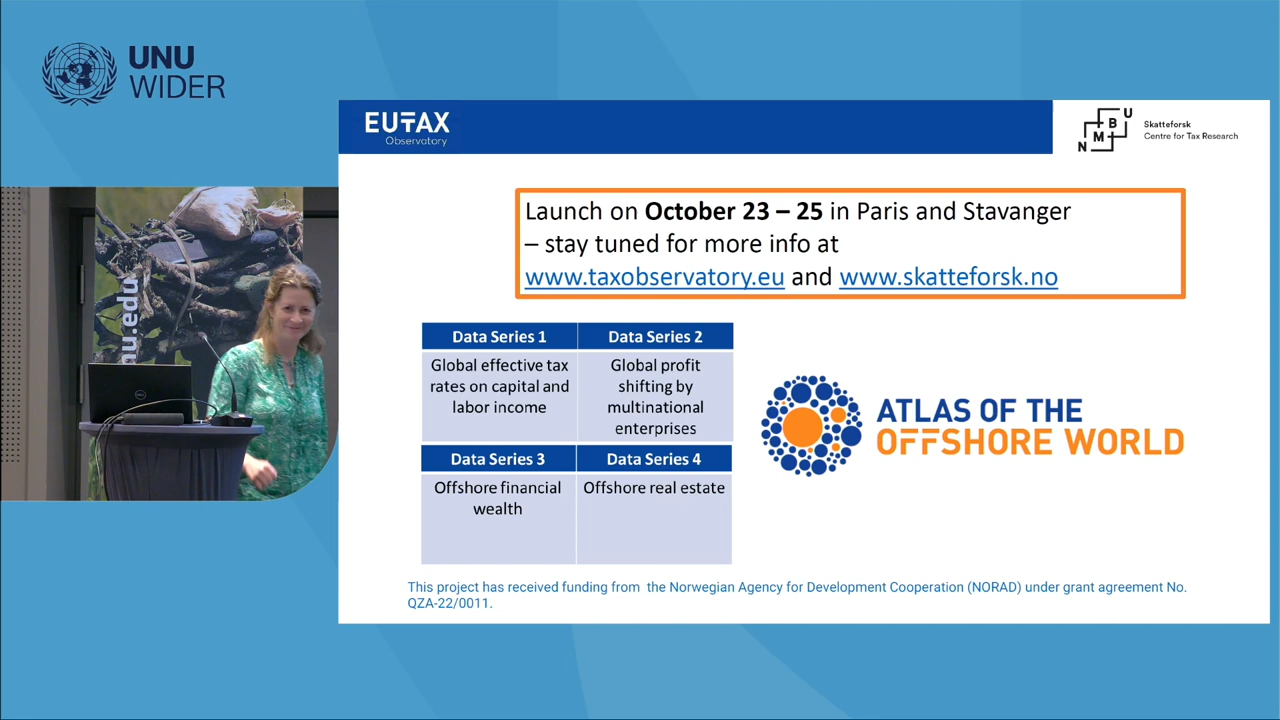 UNU
WIDER
EUTAX
Observatory
N M B U
Skatteforsk
Centre for Tax Research
Launch on October 23 – 25 in Paris and Stavanger
– stay tuned for more info at
www.taxobservatory.eu and www.skatteforsk.no
nu.edu
Data Series 1
Data Series 2
Global effective tax
rates on capital and
labor income
Global profit
shifting by
multinational
enterprises
Data Series 3
Data Series 4
Offshore financial
wealth
Offshore real estate
ATLAS OF THE
OFFSHORE WORLD
This project has received funding from the Norwegian Agency for Development Cooperation (NORAD) under grant agreement No.
QZA-22/0011.